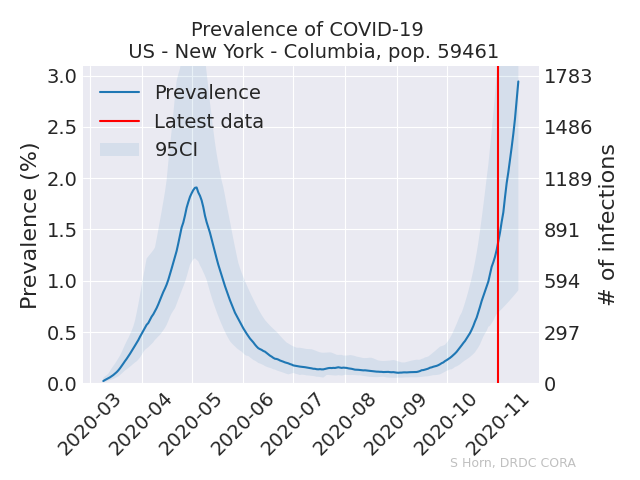 Prevalence of COVID-19
US - New York - Columbia, pop. 59461
Prevalence
Latest data
95CI
Prevalence (%)
3.0
2.5
2.0
1.5
1.0
0.5
0.0
1783
1486
1189
891
594
297
0
# of infections
2020-03
2020-04
2020-05
2020-06
2020-07
2020-08
2020-09
2020-10
2020-11
S Horn, DRDC CORA